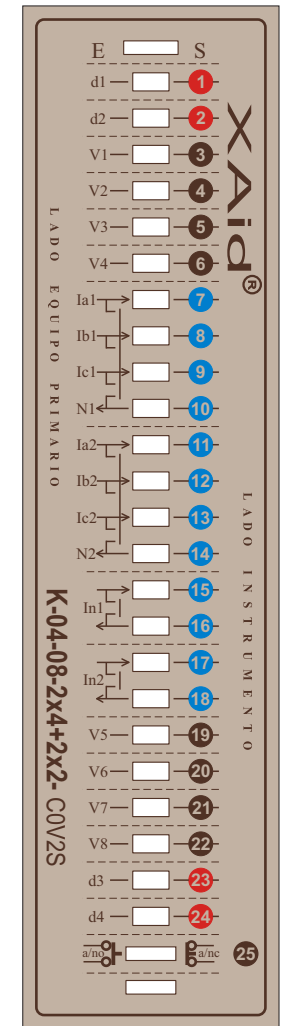 E S
d1 1
d2 2
V1 3
V2 4
V3 5
V4 6
Ia1 7
Ib1 8
Ic1 9
N1 10
Ia2 11
Ib2 12
Ic2 13
N2 14
In1 15
16
In2 17
18
V5 19
V6 20
V7 21
V8 22
d3 23
d4 24
a/no a/nc 25
XAid®
LADO EQUIPO PRIMARIO
LADO INSTRUMENTO
K-04-08-2x4+2x2- C0V2S